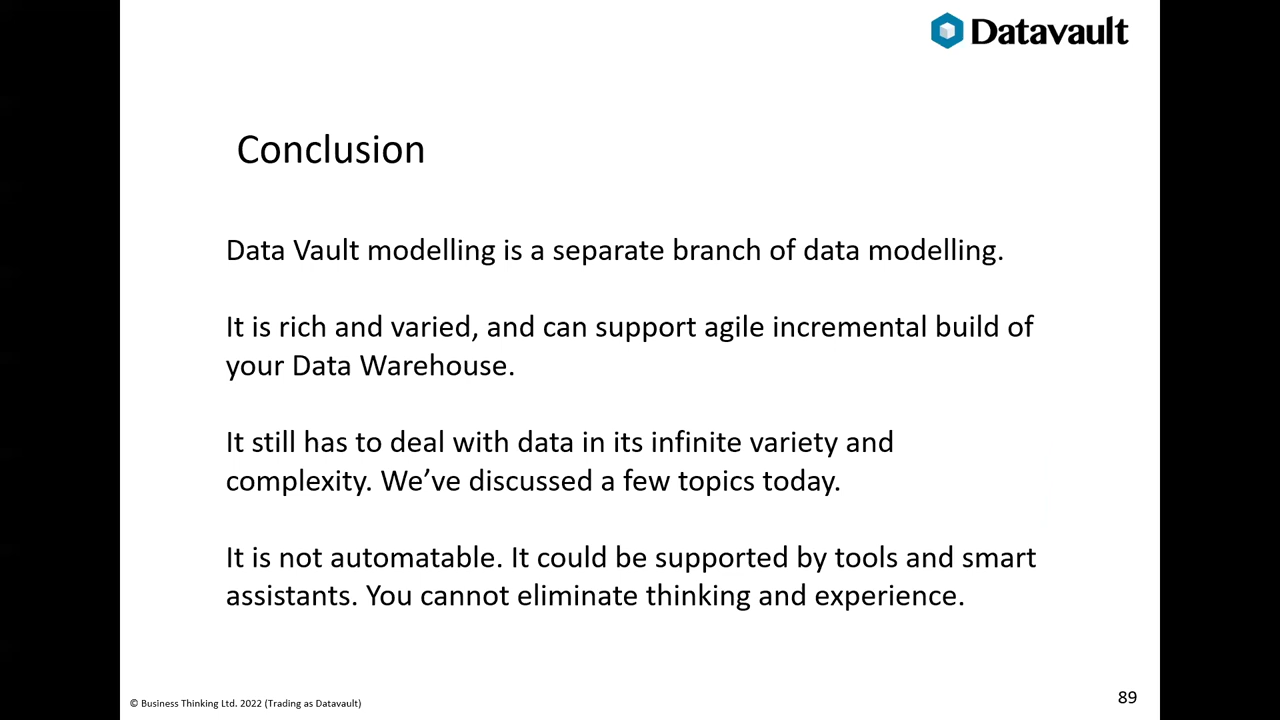 Datavault
Conclusion
Data Vault modelling is a separate branch of data modelling.
It is rich and varied, and can support agile incremental build of
your Data Warehouse.
It still has to deal with data in its infinite variety and
complexity. We’ve discussed a few topics today.
It is not automatable. It could be supported by tools and smart
assistants. You cannot eliminate thinking and experience.
© Business Thinking Ltd. 2022 (Trading as Datavault)
89